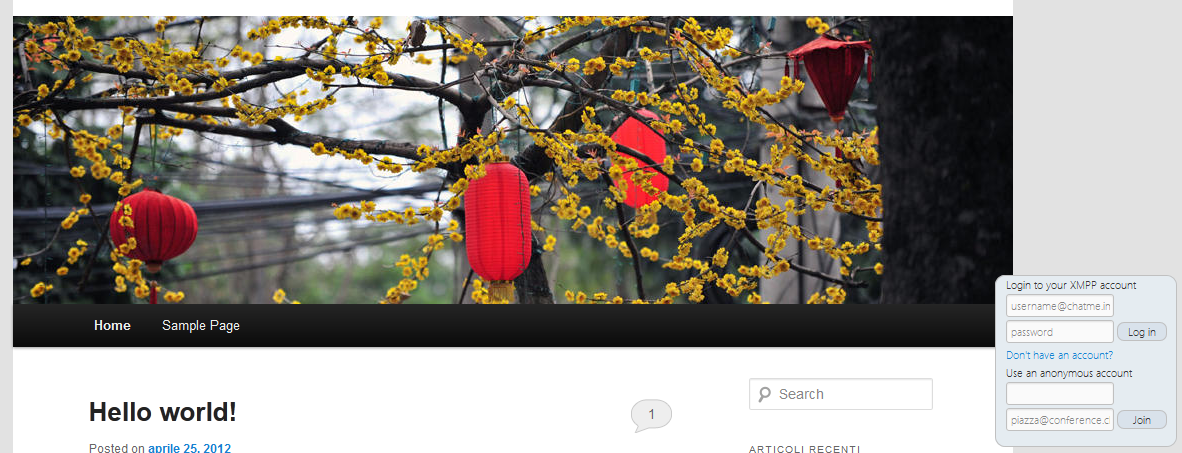 Home Sample Page
Hello world!
1
Posted on aprile 25, 2012
Search
ARTICOLI RECENTI
Login to your XMPP account
username@chatme.in
password Log in
Don't have an account?
Use an anonymous account
piazza@conference.c Join